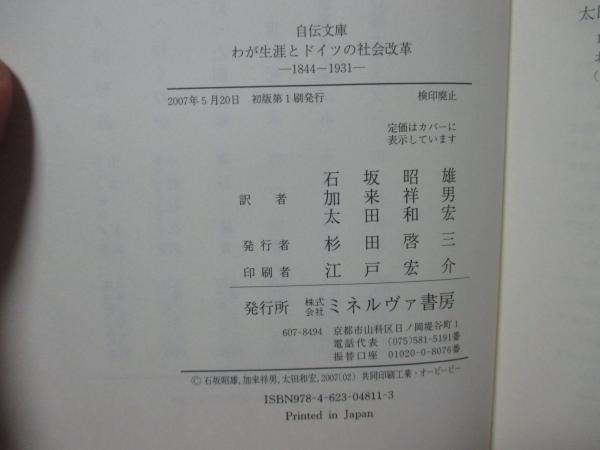 自伝文庫
わが生涯とドイツの社会改革
―1844～1931―
2007年5月20日 初版第1刷発行 検印廃止
定価はカバーに
表示しています
石坂昭雄
訳者 加来祥男
太田和宏
発行者 杉田啓三
印刷者 江戸宏介
発行所 株式会社 ミネルヴァ書房
607-8494 京都市山科区日ノ岡堤谷町1
電話代表 (075)581-5191番
振替口座 01020-0-8076番
© 石坂昭雄, 加来祥男, 太田和宏, 2007(02) 共同印刷工業・オービービー
ISBN978-4-623-04811-3
Printed in Japan